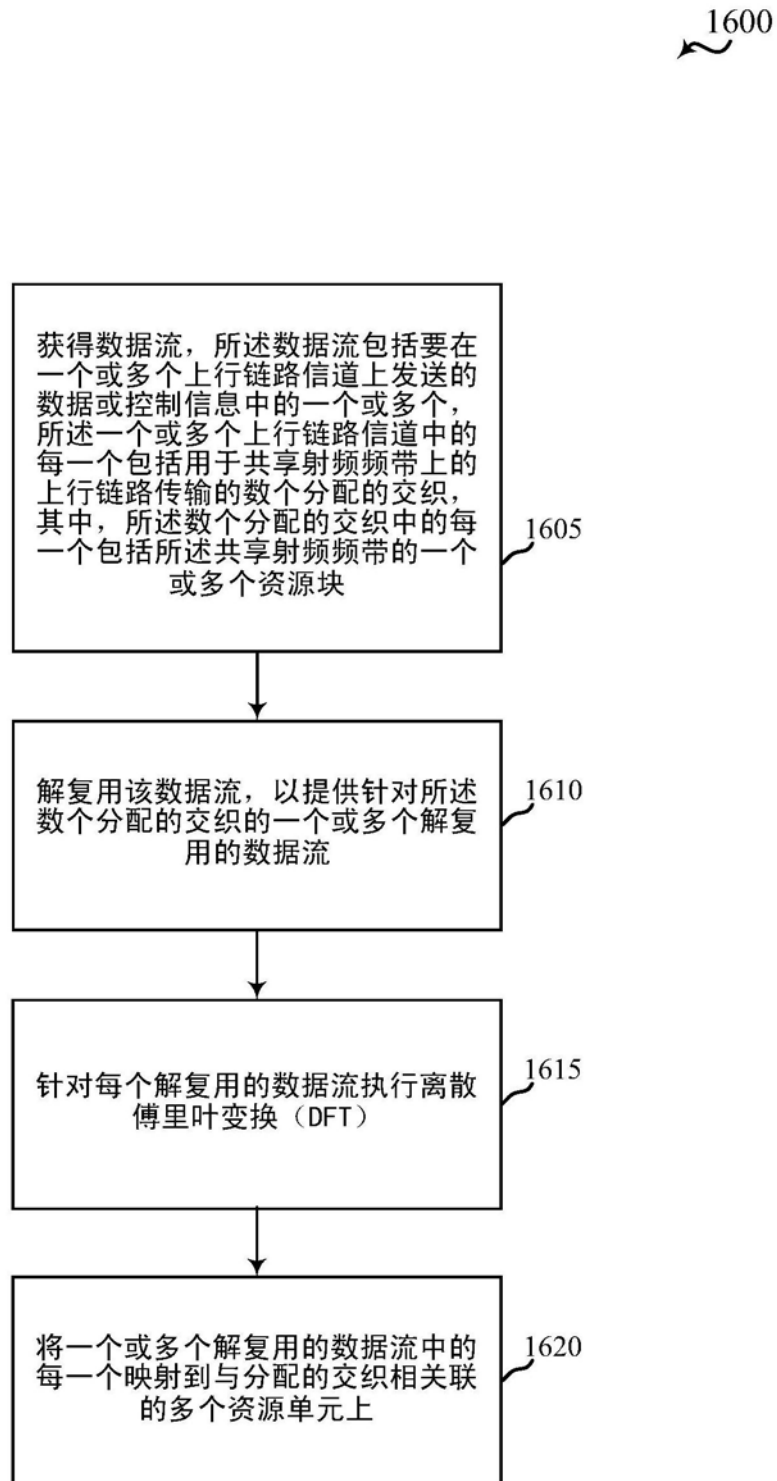 1600
获得数据流，所述数据流包括要在
一个或多个上行链路信道上发送的
数据或控制信息中的一个或多个，
所述一个或多个上行链路信道中的
每一个包括用于共享射频频带上的
上行链路传输的数个分配的交织，
其中，所述数个分配的交织中的每
一个包括所述共享射频频带的一个
或多个资源块
1605
解复用该数据流，以提供针对所述
数个分配的交织的一个或多个解复
用的数据流
1610
针对每个解复用的数据流执行离散
傅里叶变换（DFT）
1615
将一个或多个解复用的数据流中的
每一个映射到与分配的交织相关联
的多个资源单元上
1620